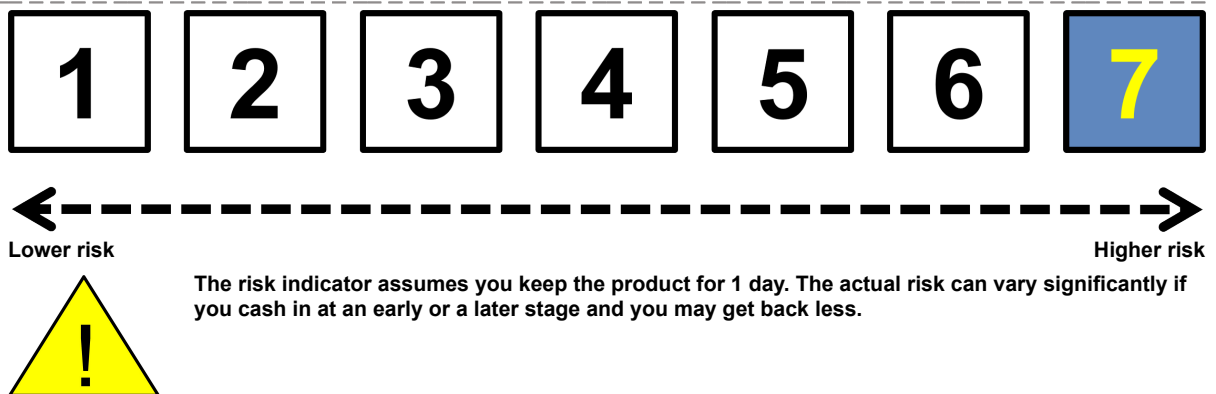 1 2 3 4 5 6 7
Lower risk Higher risk
The risk indicator assumes you keep the product for 1 day. The actual risk can vary significantly if
you cash in at an early or a later stage and you may get back less.
!